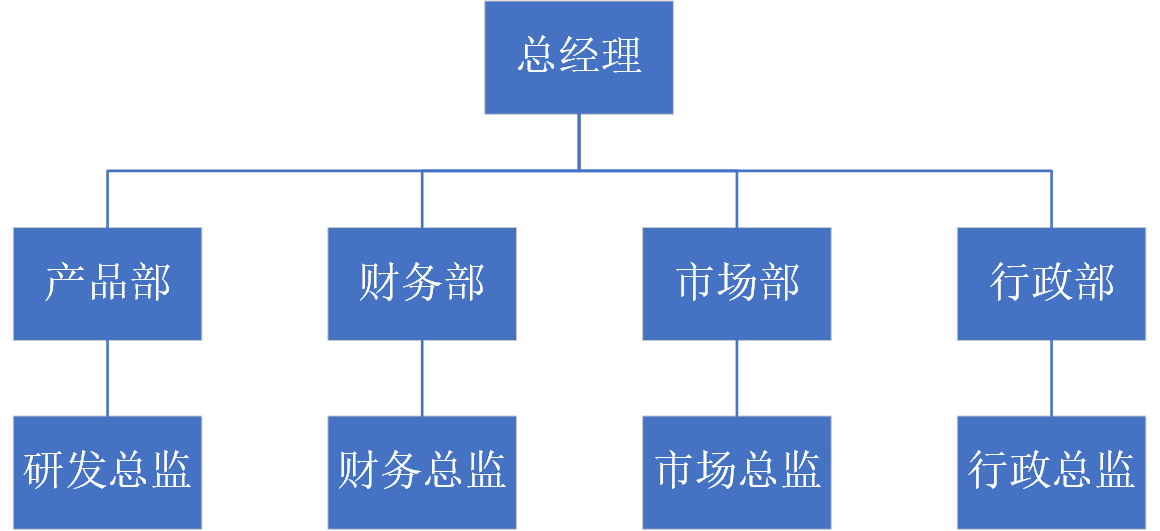 总经理
产品部
财务部
市场部
行政部
研发总监
财务总监
市场总监
行政总监